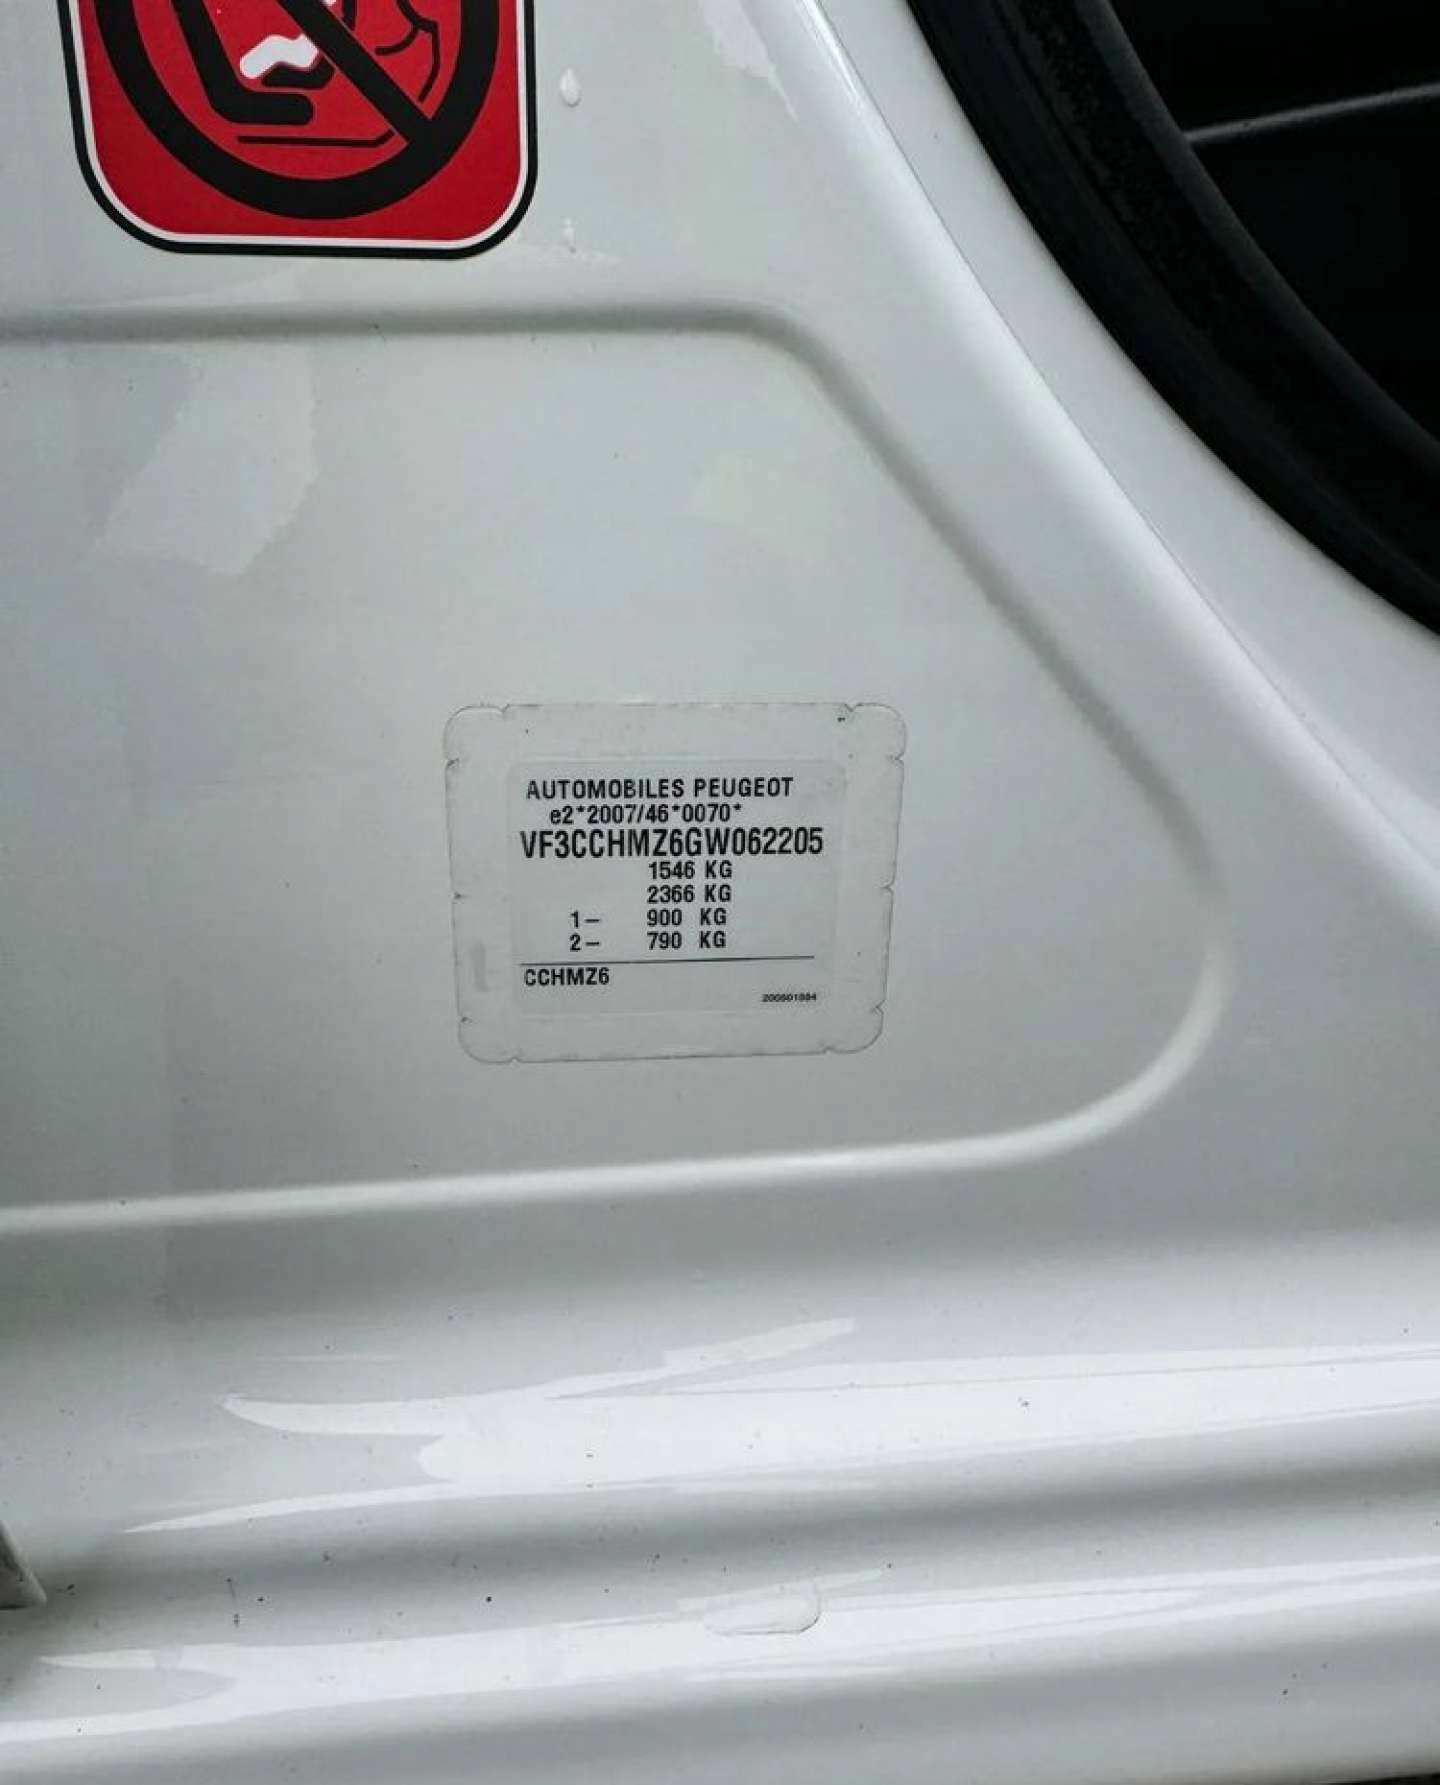 AUTOMOBILES PEUGEOT
e2*2007/46*0070*
VF3CCHMZ6GW062205
1546 KG
2366 KG
1– 900 KG
2– 790 KG
CCHMZ6